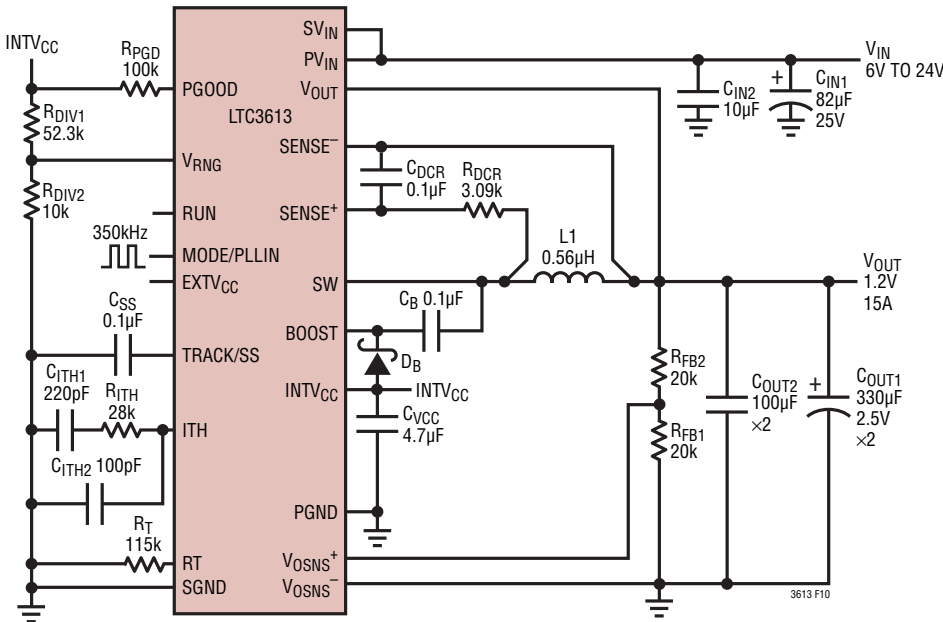 INTVCC
RPGD
100k
RDIV1
52.3k
RDIV2
10k
350kHz
CSS
0.1µF
CITH1
220pF
RITH
28k
CITH2 100pF
RT
115k
PGOOD
LTC3613
VRNG
RUN
MODE/PLLIN
EXTVCC
TRACK/SS
ITH
RT
SGND
SVIN
PVIN
VOUT
SENSE–
SENSE+
SW
BOOST
INTVCC
PGND
VOSNS+
VOSNS–
CDCR
0.1µF
RDCR
3.09k
L1
0.56µH
CB 0.1µF
DB
INTVCC
CVCC
4.7µF
CIN2
10µF
+
CIN1
82µF
25V
VIN
6V TO 24V
VOUT
1.2V
15A
RFB2
20k
RFB1
20k
COUT2
100µF
×2
+
COUT1
330µF
2.5V
×2
3613 F10